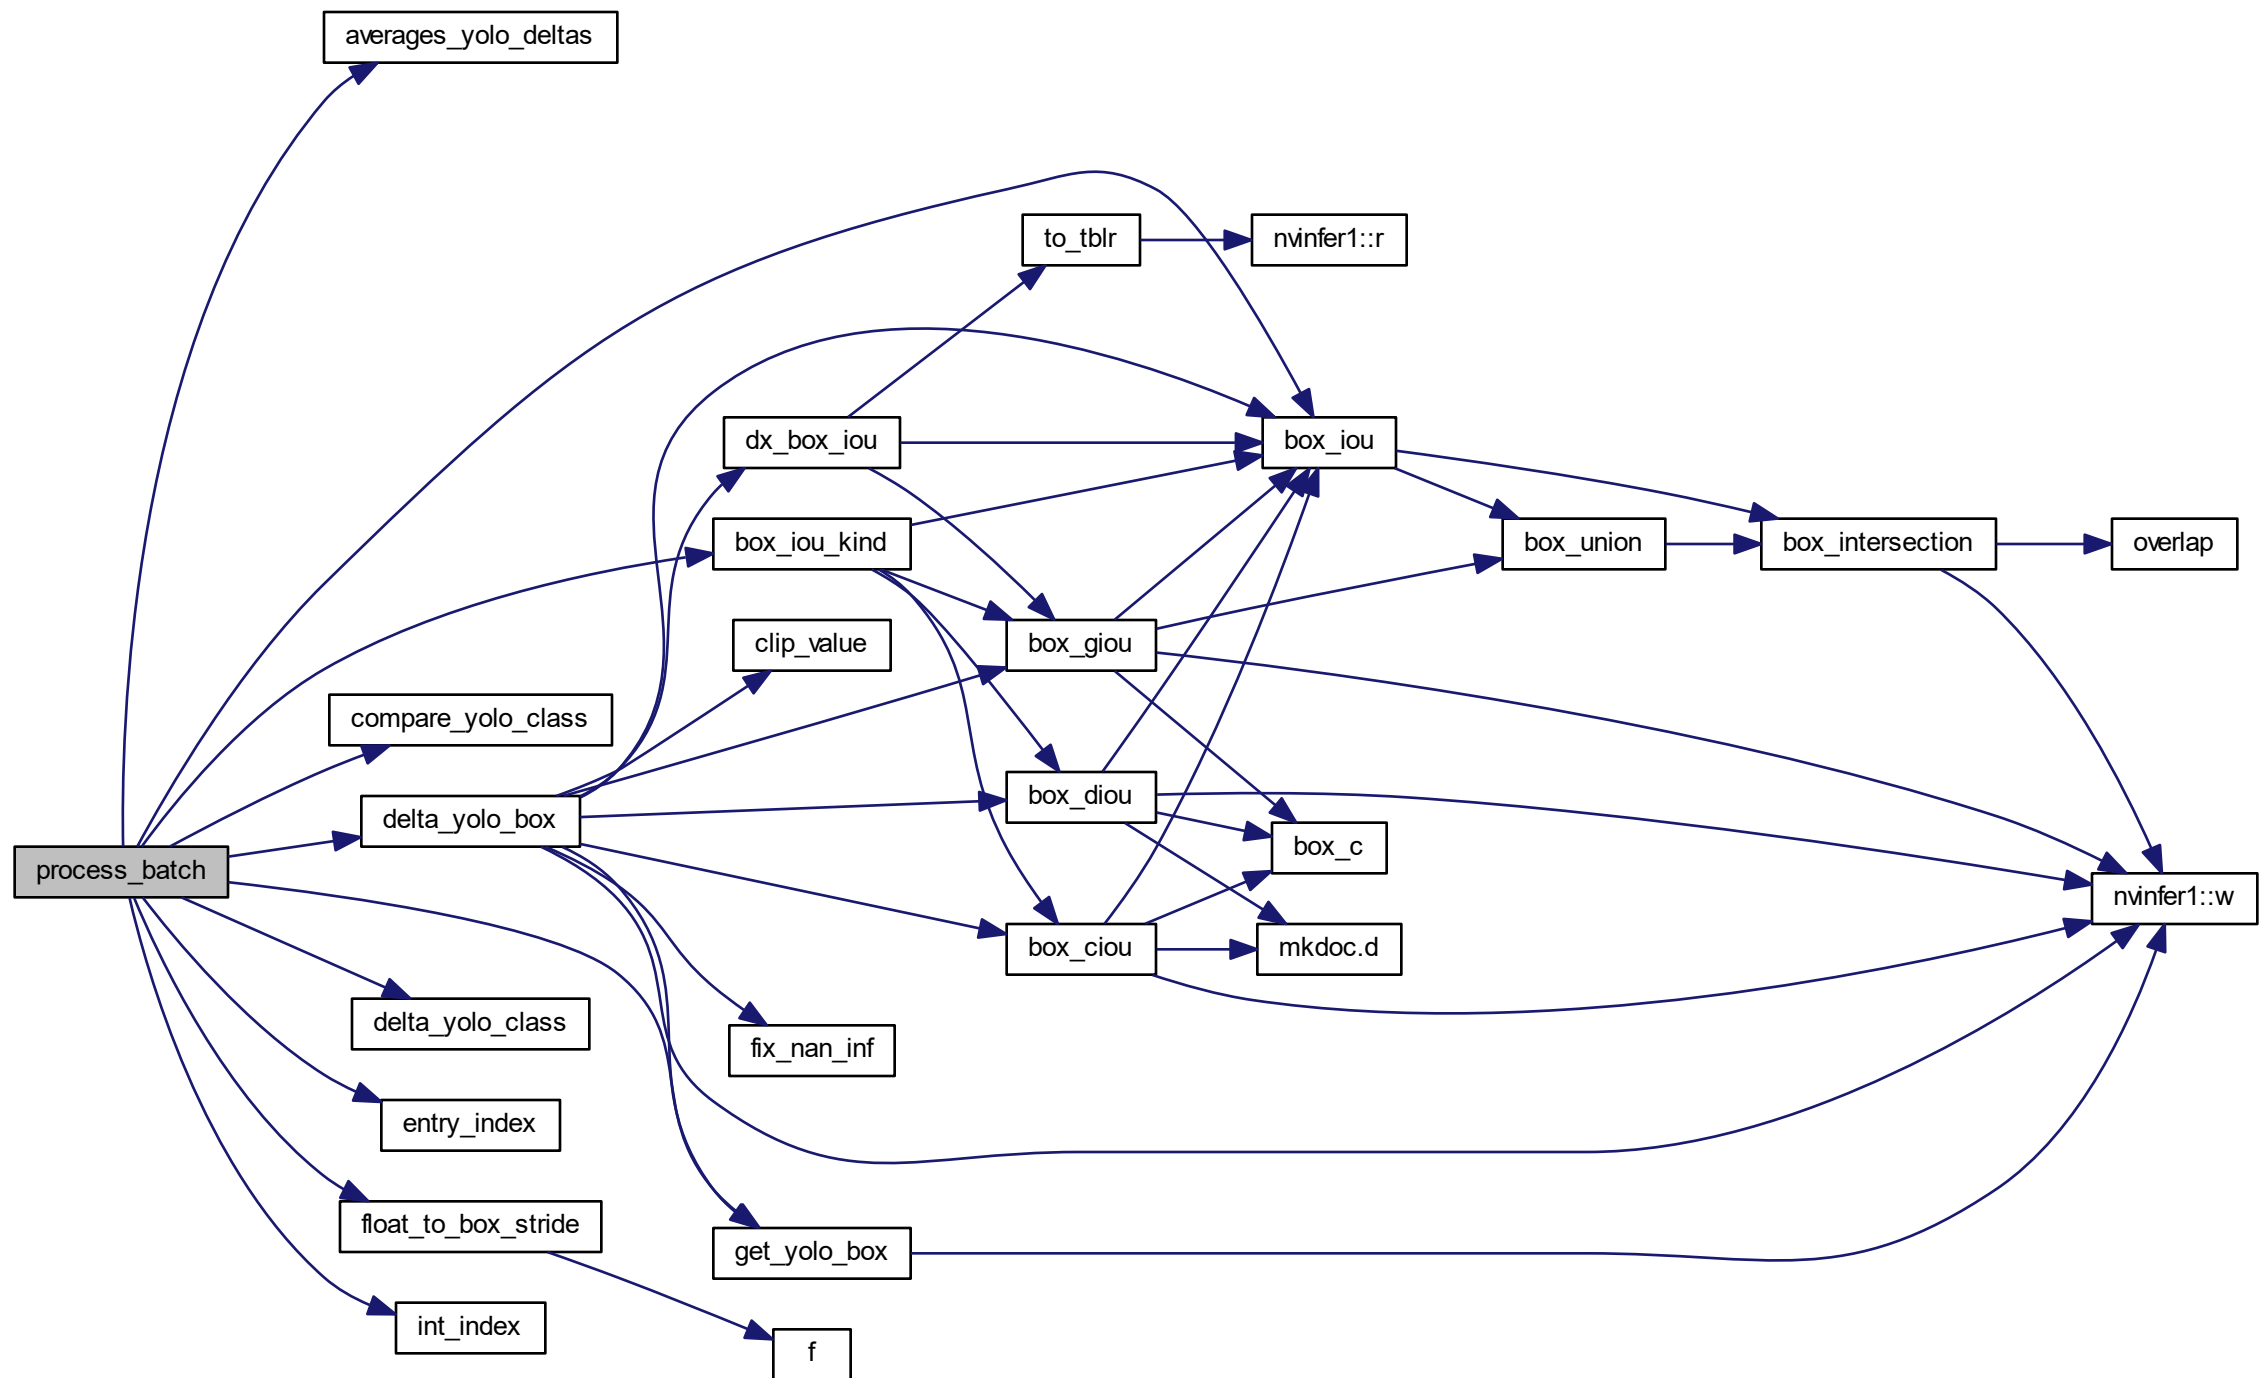 averages_yolo_deltas
to_tblr
nvinfer1::r
dx_box_iou
box_iou
box_iou_kind
box_union
box_intersection
overlap
clip_value
box_giou
compare_yolo_class
delta_yolo_box
box_diou
box_c
process_batch
nvinfer1::w
box_ciou
mkdoc.d
delta_yolo_class
fix_nan_inf
entry_index
float_to_box_stride
get_yolo_box
int_index
f